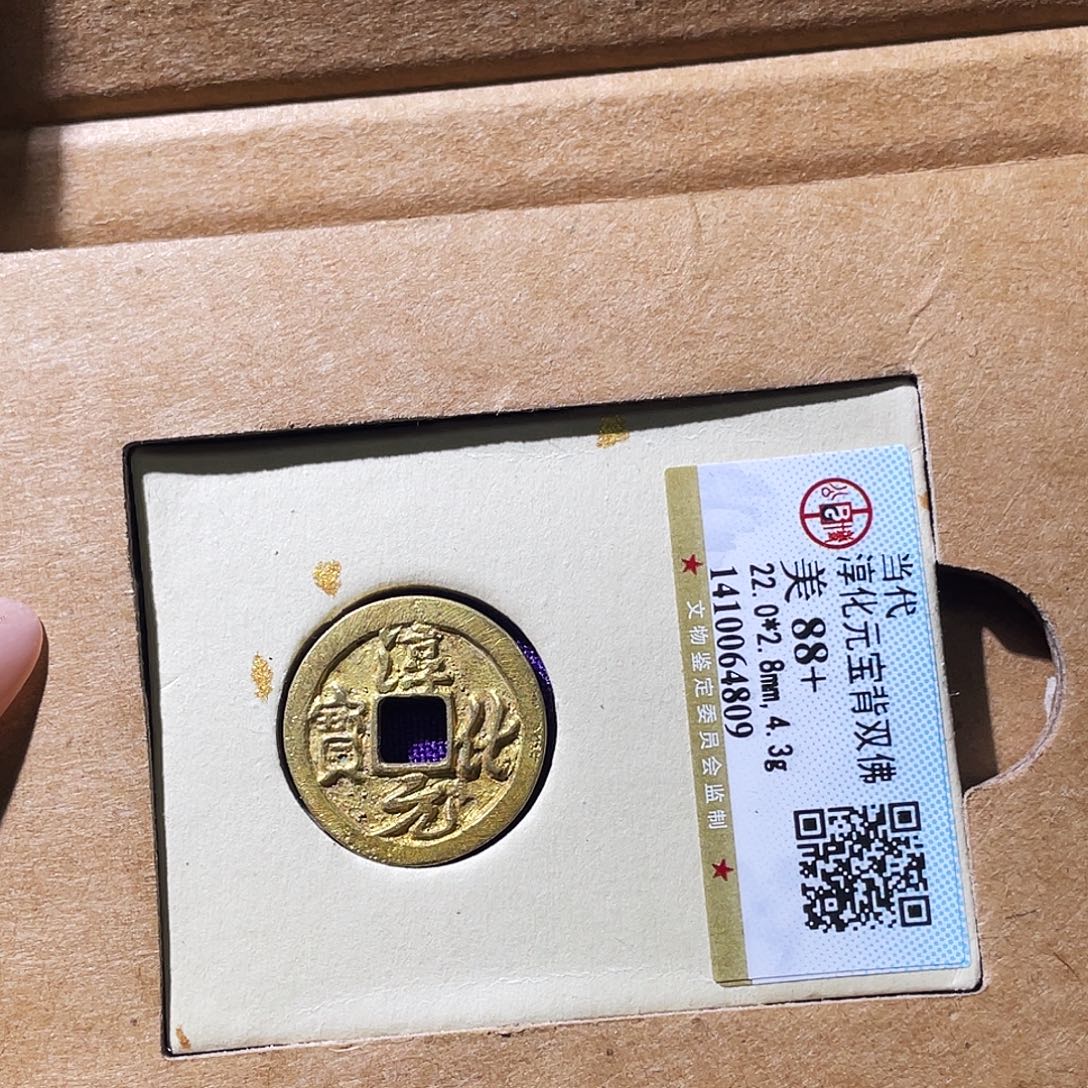 当代
淳化元宝背双佛
美 88+
22.0*2.8mm, 4.3g
1410064809
★ 文物鉴定委员会监制 ★
淳化元寶